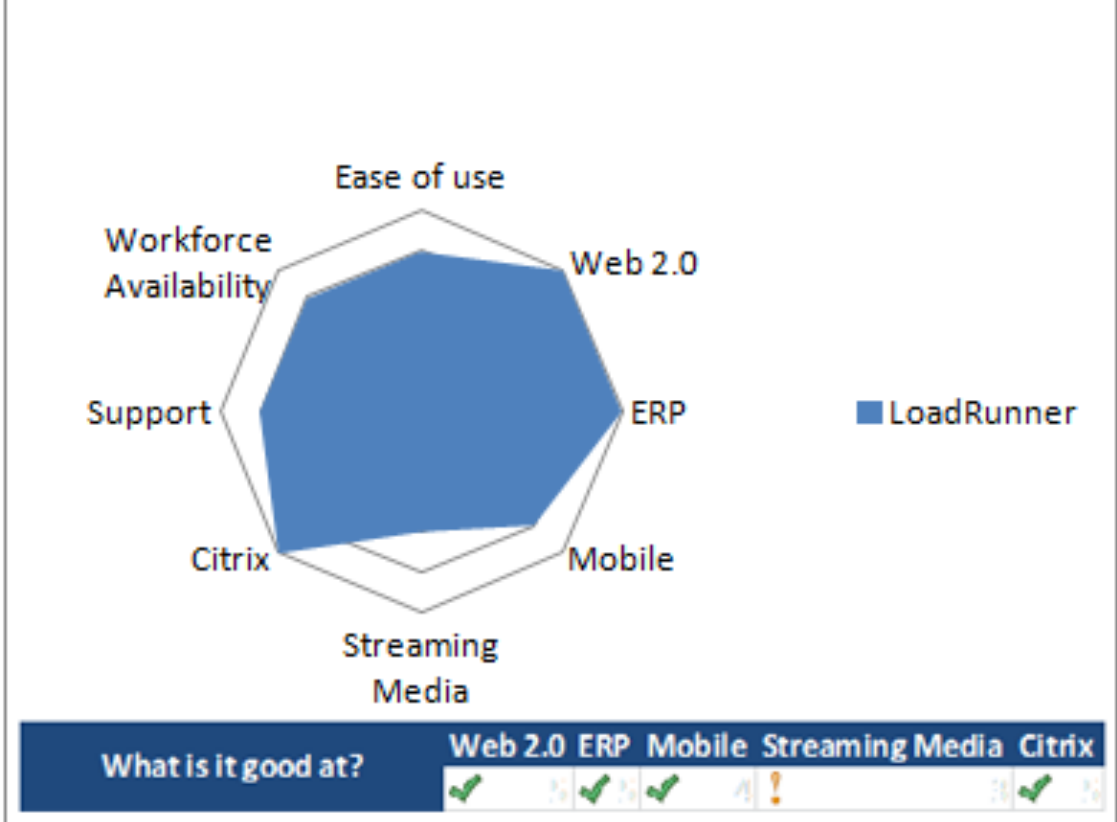 Ease of use
Workforce
Availability
Web 2.0
Support
ERP
LoadRunner
Citrix
Mobile
Streaming
Media
What is it good at?
Web 2.0 ERP Mobile Streaming Media Citrix